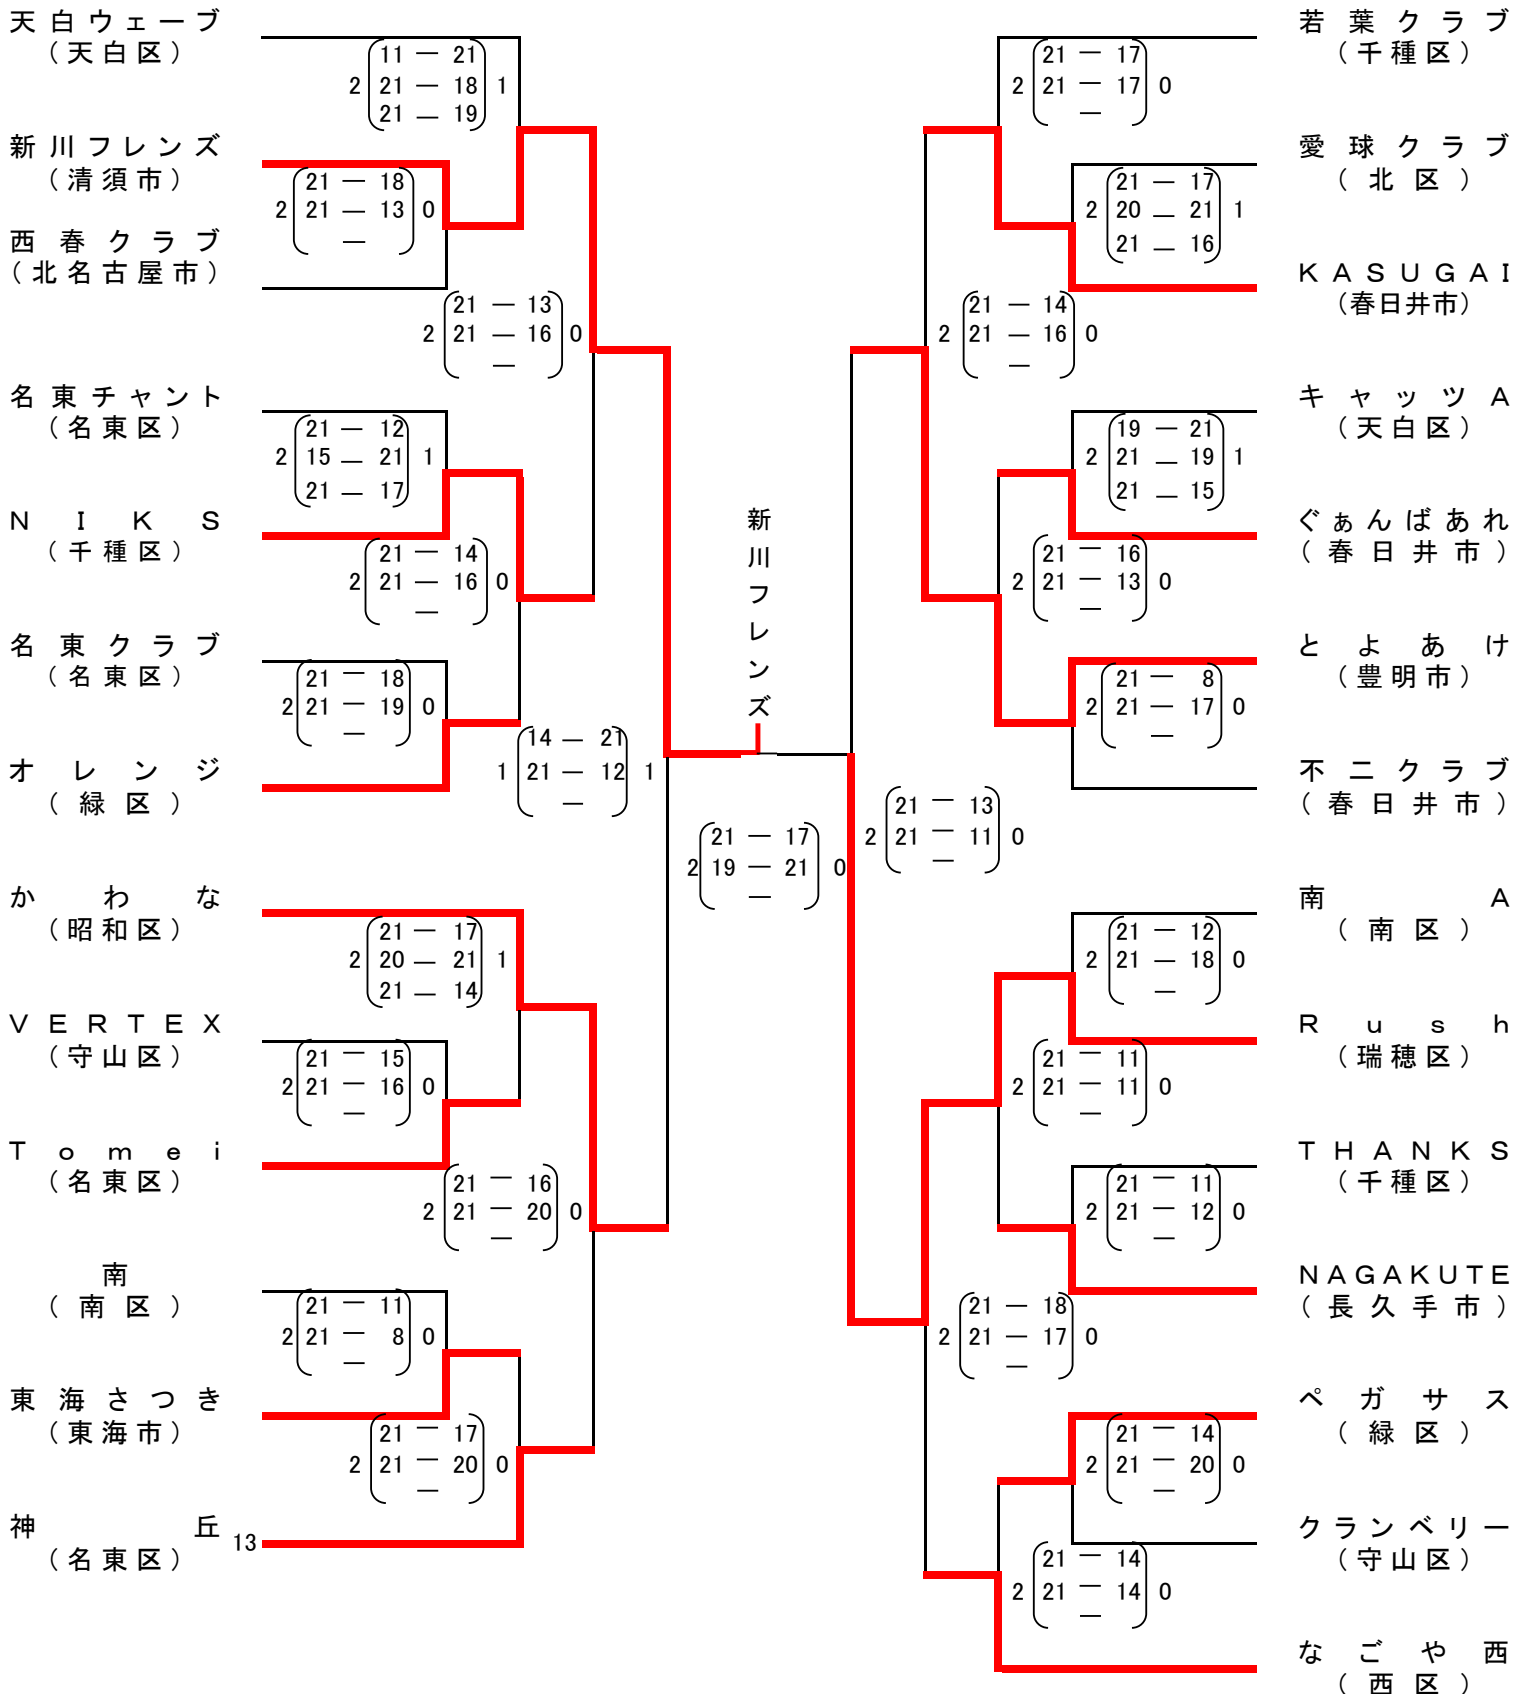 天白ウェーブ
（天白区）
11 ― 21
2 21 ― 18 1
21 ― 19
新川フレンズ
（清須市）
21 ― 18
2 21 ― 13 0
―
西春クラブ
（北名古屋市）
21 ― 13
2 21 ― 16 0
―
名東チャント
（名東区）
21 ― 12
2 15 ― 21 1
21 ― 17
ＮＩＫＳ
（千種区）
21 ― 14
2 21 ― 16 0
―
名東クラブ
（名東区）
21 ― 18
2 21 ― 19 0
―
オレンジ
（緑区）
14 ― 21
1 21 ― 12 1
―
かわな
（昭和区）
21 ― 17
2 20 ― 21 1
21 ― 14
ＶＥＲＴＥＸ
（守山区）
21 ― 15
2 21 ― 16 0
―
Ｔｏｍｅｉ
（名東区）
21 ― 16
2 21 ― 20 0
―
南
（南区）
21 ― 11
2 21 ― 8 0
―
東海さつき
（東海市）
21 ― 17
2 21 ― 20 0
―
神丘 13
（名東区）
新川フレンズ
21 ― 17
2 19 ― 21 0
―
若葉クラブ
（千種区）
21 ― 17
2 21 ― 17 0
―
愛球クラブ
（北区）
21 ― 17
2 20 ― 21 1
21 ― 16
ＫＡＳＵＧＡＩ
（春日井市）
21 ― 14
2 21 ― 16 0
―
キャッツＡ
（天白区）
19 ― 21
2 21 ― 19 1
21 ― 15
ぐぁんばあれ
（春日井市）
21 ― 16
2 21 ― 13 0
―
とよあけ
（豊明市）
21 ― 8
2 21 ― 17 0
―
不二クラブ
（春日井市）
21 ― 13
2 21 ― 11 0
―
南Ａ
（南区）
21 ― 12
2 21 ― 18 0
―
Ｒｕｓｈ
（瑞穂区）
21 ― 11
2 21 ― 11 0
―
ＴＨＡＮＫＳ
（千種区）
21 ― 11
2 21 ― 12 0
―
ＮＡＧＡＫＵＴＥ
（長久手市）
21 ― 18
2 21 ― 17 0
―
ペガサス
（緑区）
21 ― 14
2 21 ― 20 0
―
クランベリー
（守山区）
21 ― 14
2 21 ― 14 0
―
なごや西
（西区）